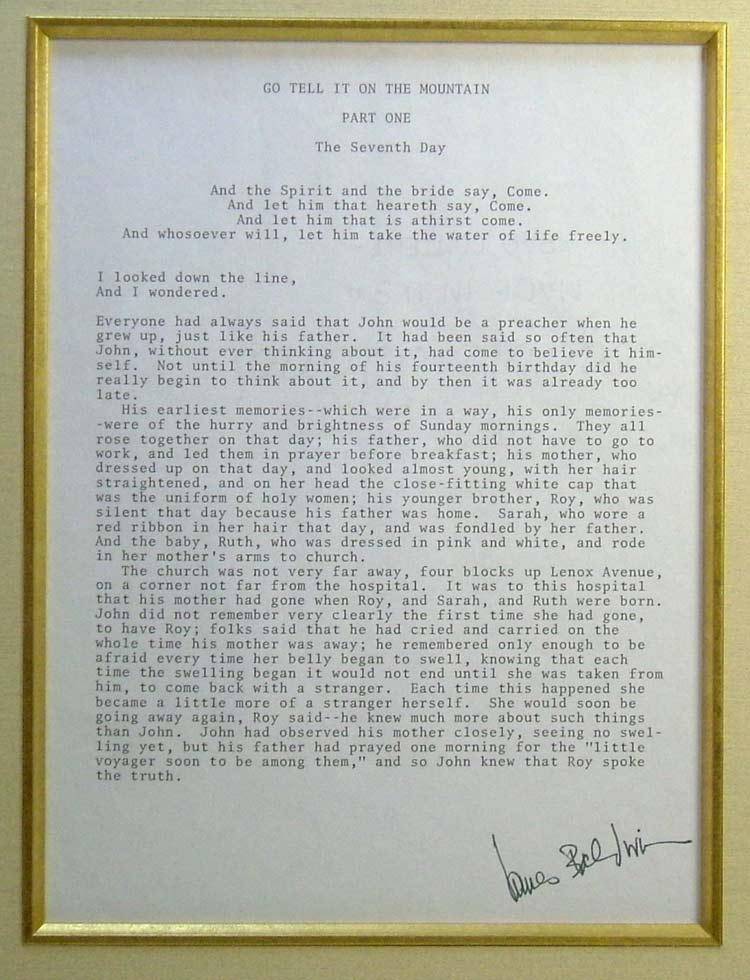 GO TELL IT ON THE MOUNTAIN
PART ONE
The Seventh Day
And the Spirit and the bride say, Come.
And let him that heareth say, Come.
And let him that is athirst come.
And whosoever will, let him take the water of life freely.
I looked down the line,
And I wondered.
Everyone had always said that John would be a preacher when he
grew up, just like his father.  It had been said so often that
John, without ever thinking about it, had come to believe it him-
self.  Not until the morning of his fourteenth birthday did he
really begin to think about it, and by then it was already too
late.
His earliest memories--which were in a way, his only memories-
-were of the hurry and brightness of Sunday mornings.  They all
rose together on that day; his father, who did not have to go to
work, and led them in prayer before breakfast; his mother, who
dressed up on that day, and looked almost young, with her hair
straightened, and on her head the close-fitting white cap that
was the uniform of holy women; his younger brother, Roy, who was
silent that day because his father was home.  Sarah, who wore a
red ribbon in her hair that day, and was fondled by her father.
And the baby, Ruth, who was dressed in pink and white, and rode
in her mother's arms to church.
The church was not very far away, four blocks up Lenox Avenue,
on a corner not far from the hospital.  It was to this hospital
that his mother had gone when Roy, and Sarah, and Ruth were born.
John did not remember very clearly the first time she had gone,
to have Roy; folks said that he had cried and carried on the
whole time his mother was away; he remembered only enough to be
afraid every time her belly began to swell, knowing that each
time the swelling began it would not end until she was taken from
him, to come back with a stranger.  Each time this happened she
became a little more of a stranger herself.  She would soon be
going away again, Roy said--he knew much more about such things
than John.  John had observed his mother closely, seeing no swel-
ling yet, but his father had prayed one morning for the "little
voyager soon to be among them," and so John knew that Roy spoke
the truth.
James Baldwin